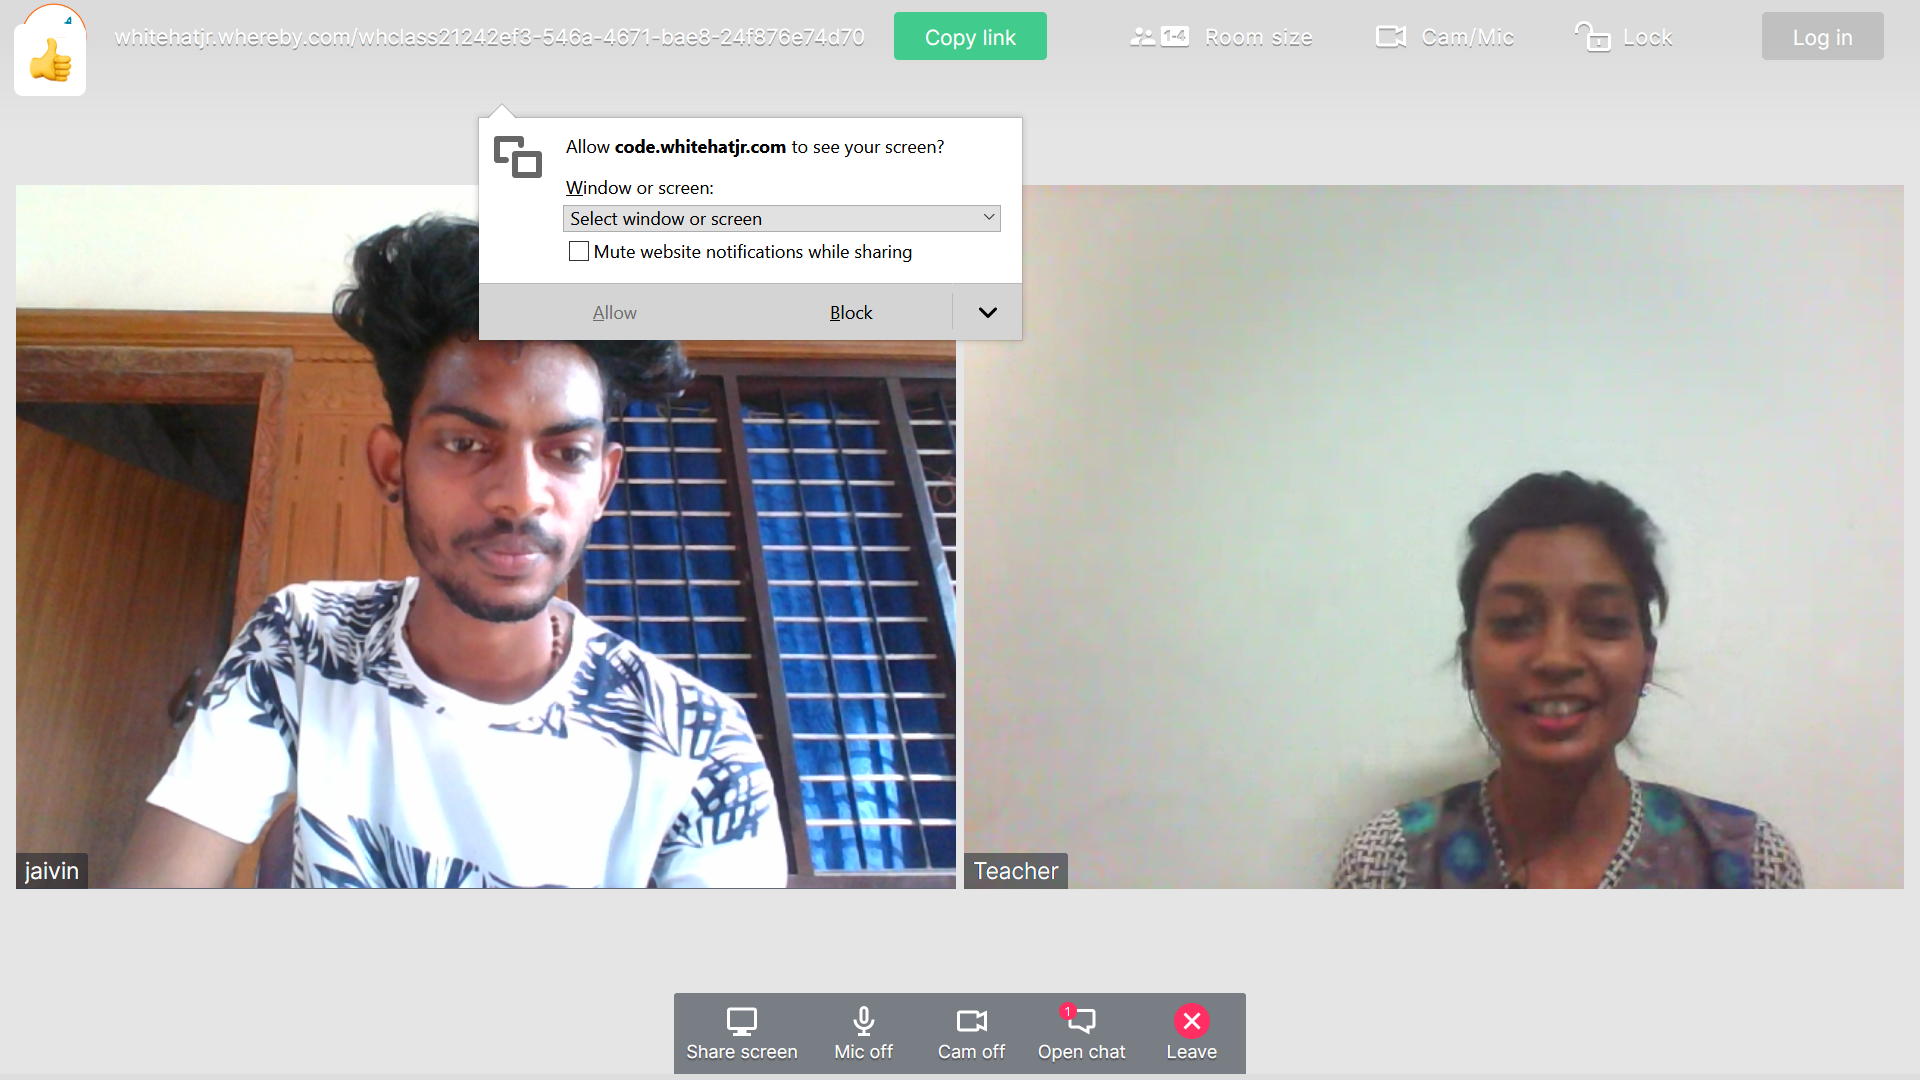 whitehatjr.whereby.com/whclass21242ef3-546a-4671-bae8-24f876e74d70
Copy link
1-4 Room size
Cam/Mic
Lock
Log in
Allow code.whitehatjr.com to see your screen?
Window or screen:
Select window or screen
Mute website notifications while sharing
Allow
Block
jaivin
Teacher
Share screen
Mic off
Cam off
1
Open chat
Leave